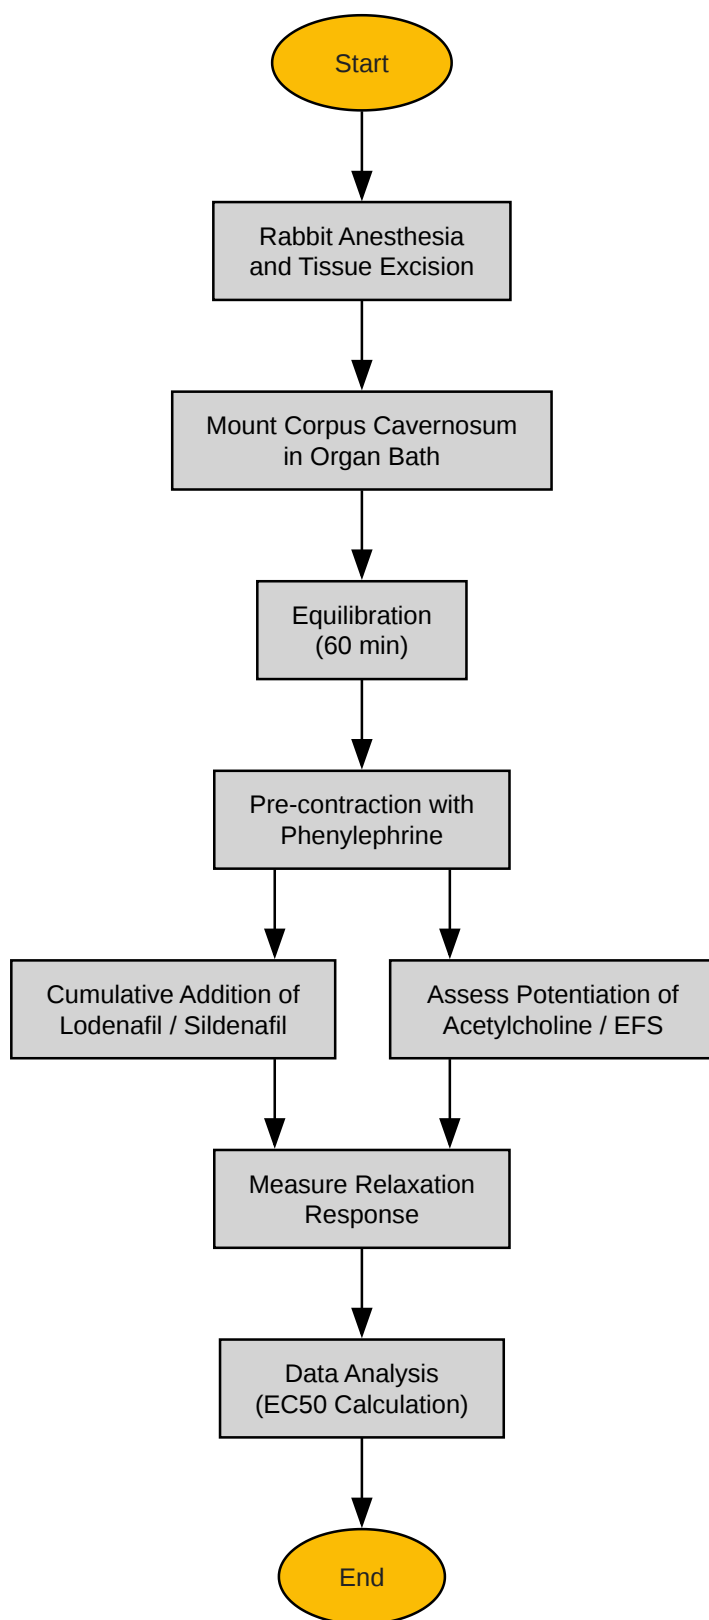 Start
Rabbit Anesthesia
and Tissue Excision
Mount Corpus Cavernosum
in Organ Bath
Equilibration
(60 min)
Pre-contraction with
Phenylephrine
Cumulative Addition of
Lodenafil / Sildenafil
Assess Potentiation of
Acetylcholine / EFS
Measure Relaxation
Response
Data Analysis
(EC50 Calculation)
End